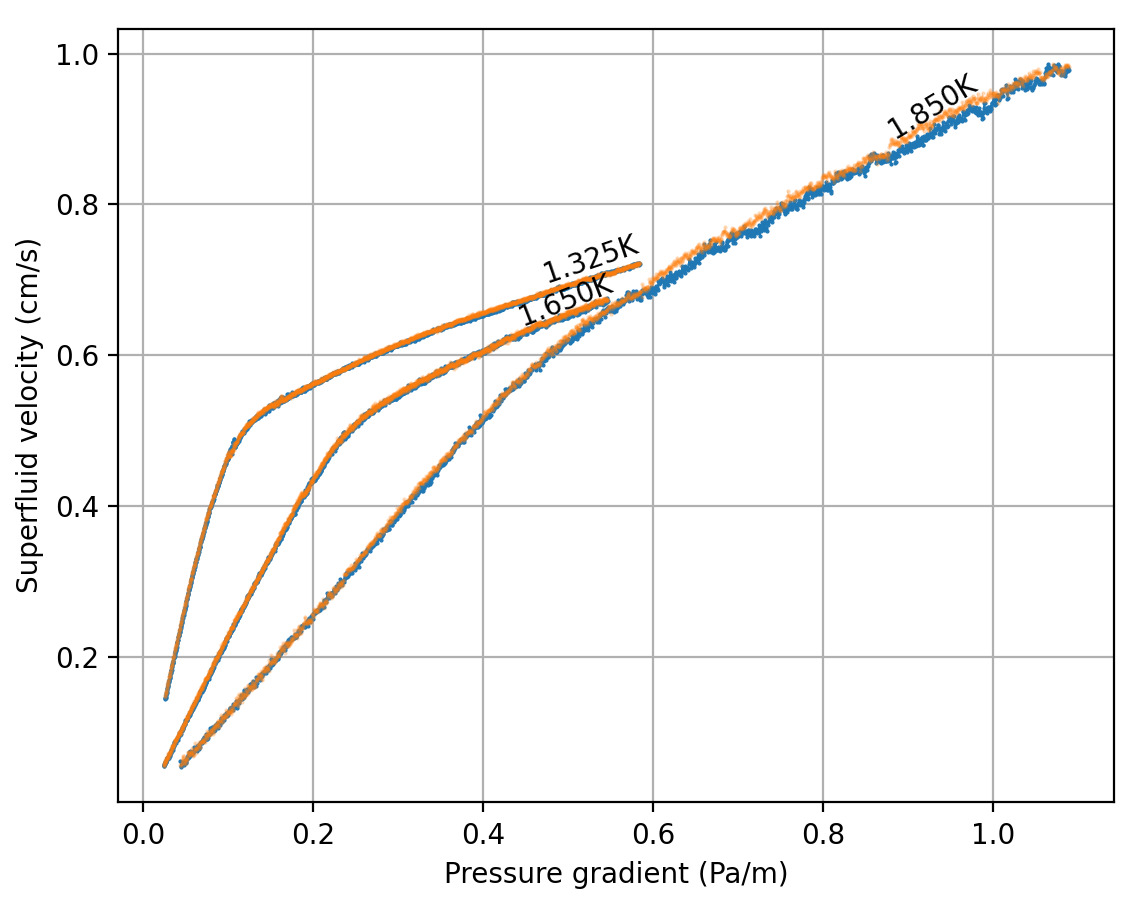 1.0
0.8
0.6
0.4
0.2
Superfluid velocity (cm/s)
1.850K
1.325K
1.650K
0.0 0.2 0.4 0.6 0.8 1.0
Pressure gradient (Pa/m)